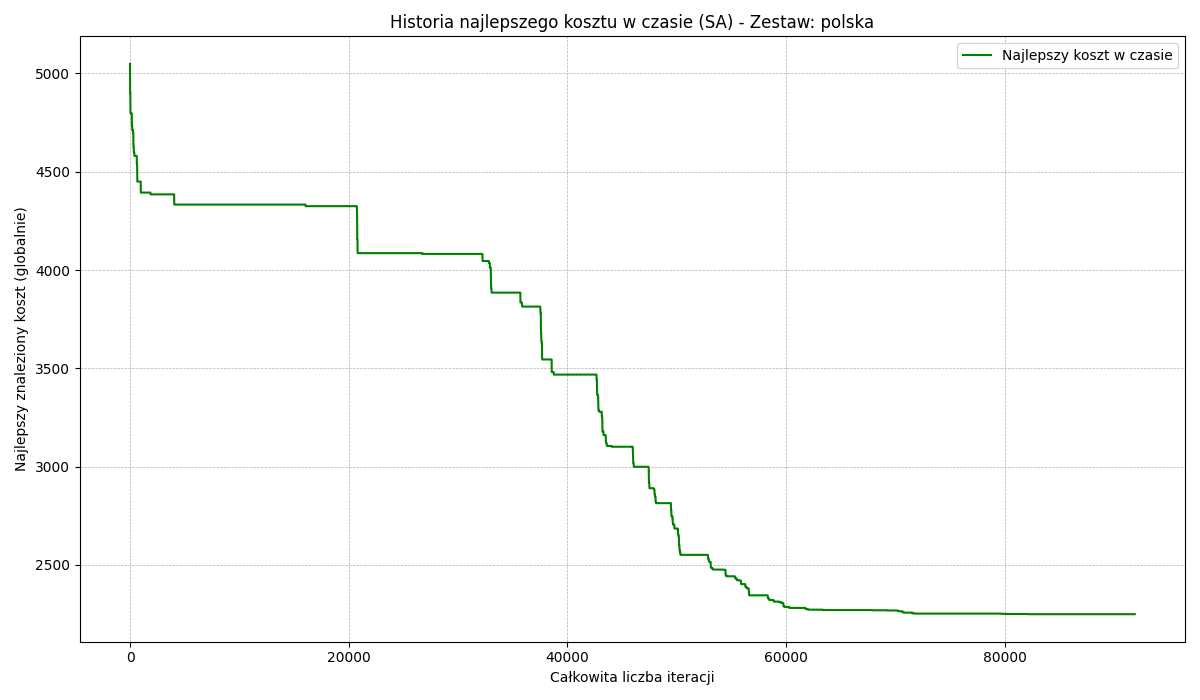 Historia najlepszego kosztu w czasie (SA) - Zestaw: polska
Najlepszy koszt w czasie
Najlepszy znaleziony koszt (globalnie)
5000
4500
4000
3500
3000
2500
0 20000 40000 60000 80000
Całkowita liczba iteracji